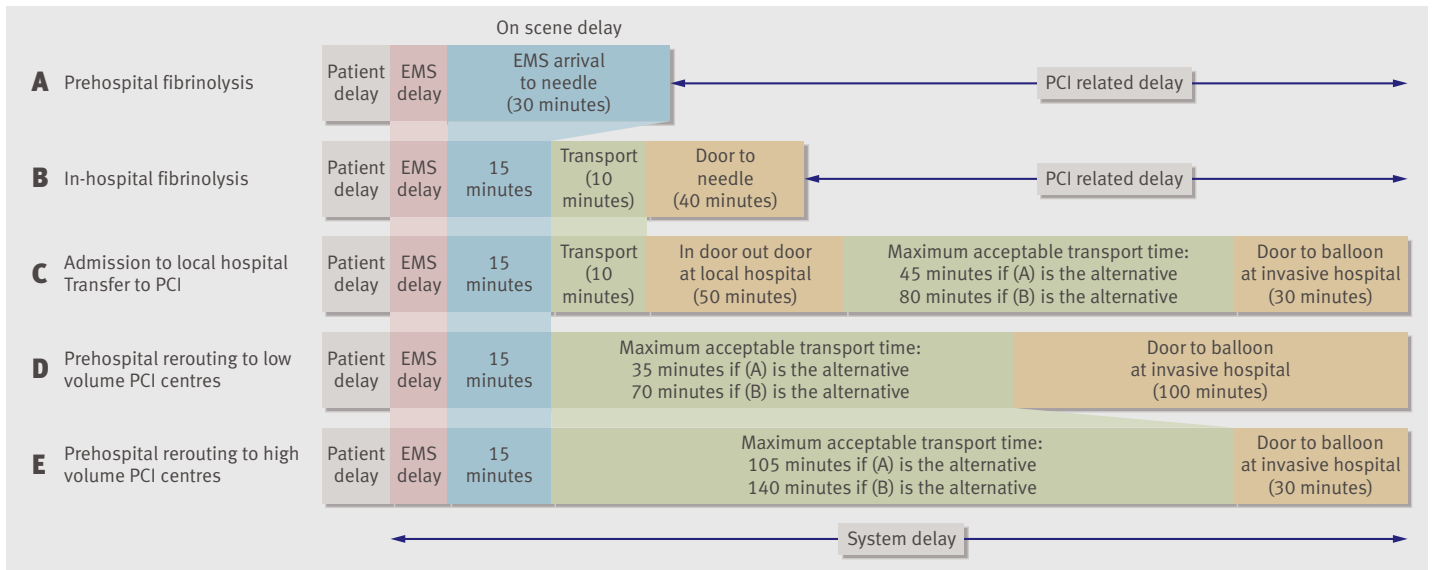 On scene delay
A Prehospital fibrinolysis
Patient
delay
EMS
delay
EMS arrival
to needle
(30 minutes)
PCI related delay
B In-hospital fibrinolysis
Patient
delay
EMS
delay
15
minutes
Transport
(10
minutes)
Door to
needle
(40 minutes)
PCI related delay
C Admission to local hospital
Transfer to PCI
Patient
delay
EMS
delay
15
minutes
Transport
(10
minutes)
In door out door
at local hospital
(50 minutes)
Maximum acceptable transport time:
45 minutes if (A) is the alternative
80 minutes if (B) is the alternative
Door to balloon
at invasive hospital
(30 minutes)
D Prehospital rerouting to low
volume PCI centres
Patient
delay
EMS
delay
15
minutes
Maximum acceptable transport time:
35 minutes if (A) is the alternative
70 minutes if (B) is the alternative
Door to balloon
at invasive hospital
(100 minutes)
E Prehospital rerouting to high
volume PCI centres
Patient
delay
EMS
delay
15
minutes
Maximum acceptable transport time:
105 minutes if (A) is the alternative
140 minutes if (B) is the alternative
Door to balloon
at invasive hospital
(30 minutes)
System delay